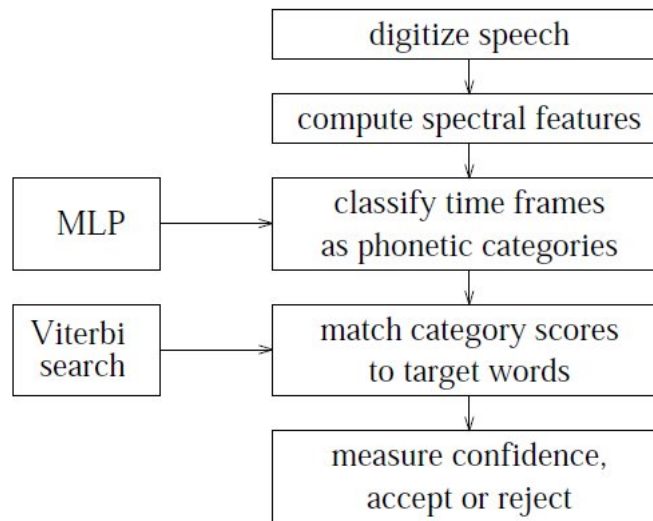 digitize speech
compute spectral features
MLP
classify time frames
as phonetic categories
Viterbi
search
match category scores
to target words
measure confidence,
accept or reject